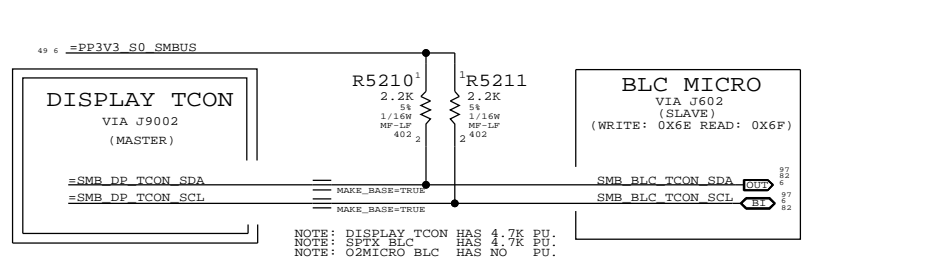 49 6 =PP3V3_S0_SMBUS
DISPLAY TCON
VIA J9002
(MASTER)
R5210 1
2.2K
5%
1/16W
MF-LF
402
2
1 R5211
2.2K
5%
1/16W
MF-LF
402
2
BLC MICRO
VIA J602
(SLAVE)
(WRITE: 0X6E READ: 0X6F)
=SMB_DP_TCON_SDA
MAKE_BASE=TRUE
SMB_BLC_TCON_SDA
OUT
97
82
6
=SMB_DP_TCON_SCL
MAKE_BASE=TRUE
SMB_BLC_TCON_SCL
BI
97
6
82
NOTE: DISPLAY TCON HAS 4.7K PU.
NOTE: SPTX BLC HAS 4.7K PU.
NOTE: O2MICRO BLC HAS NO PU.